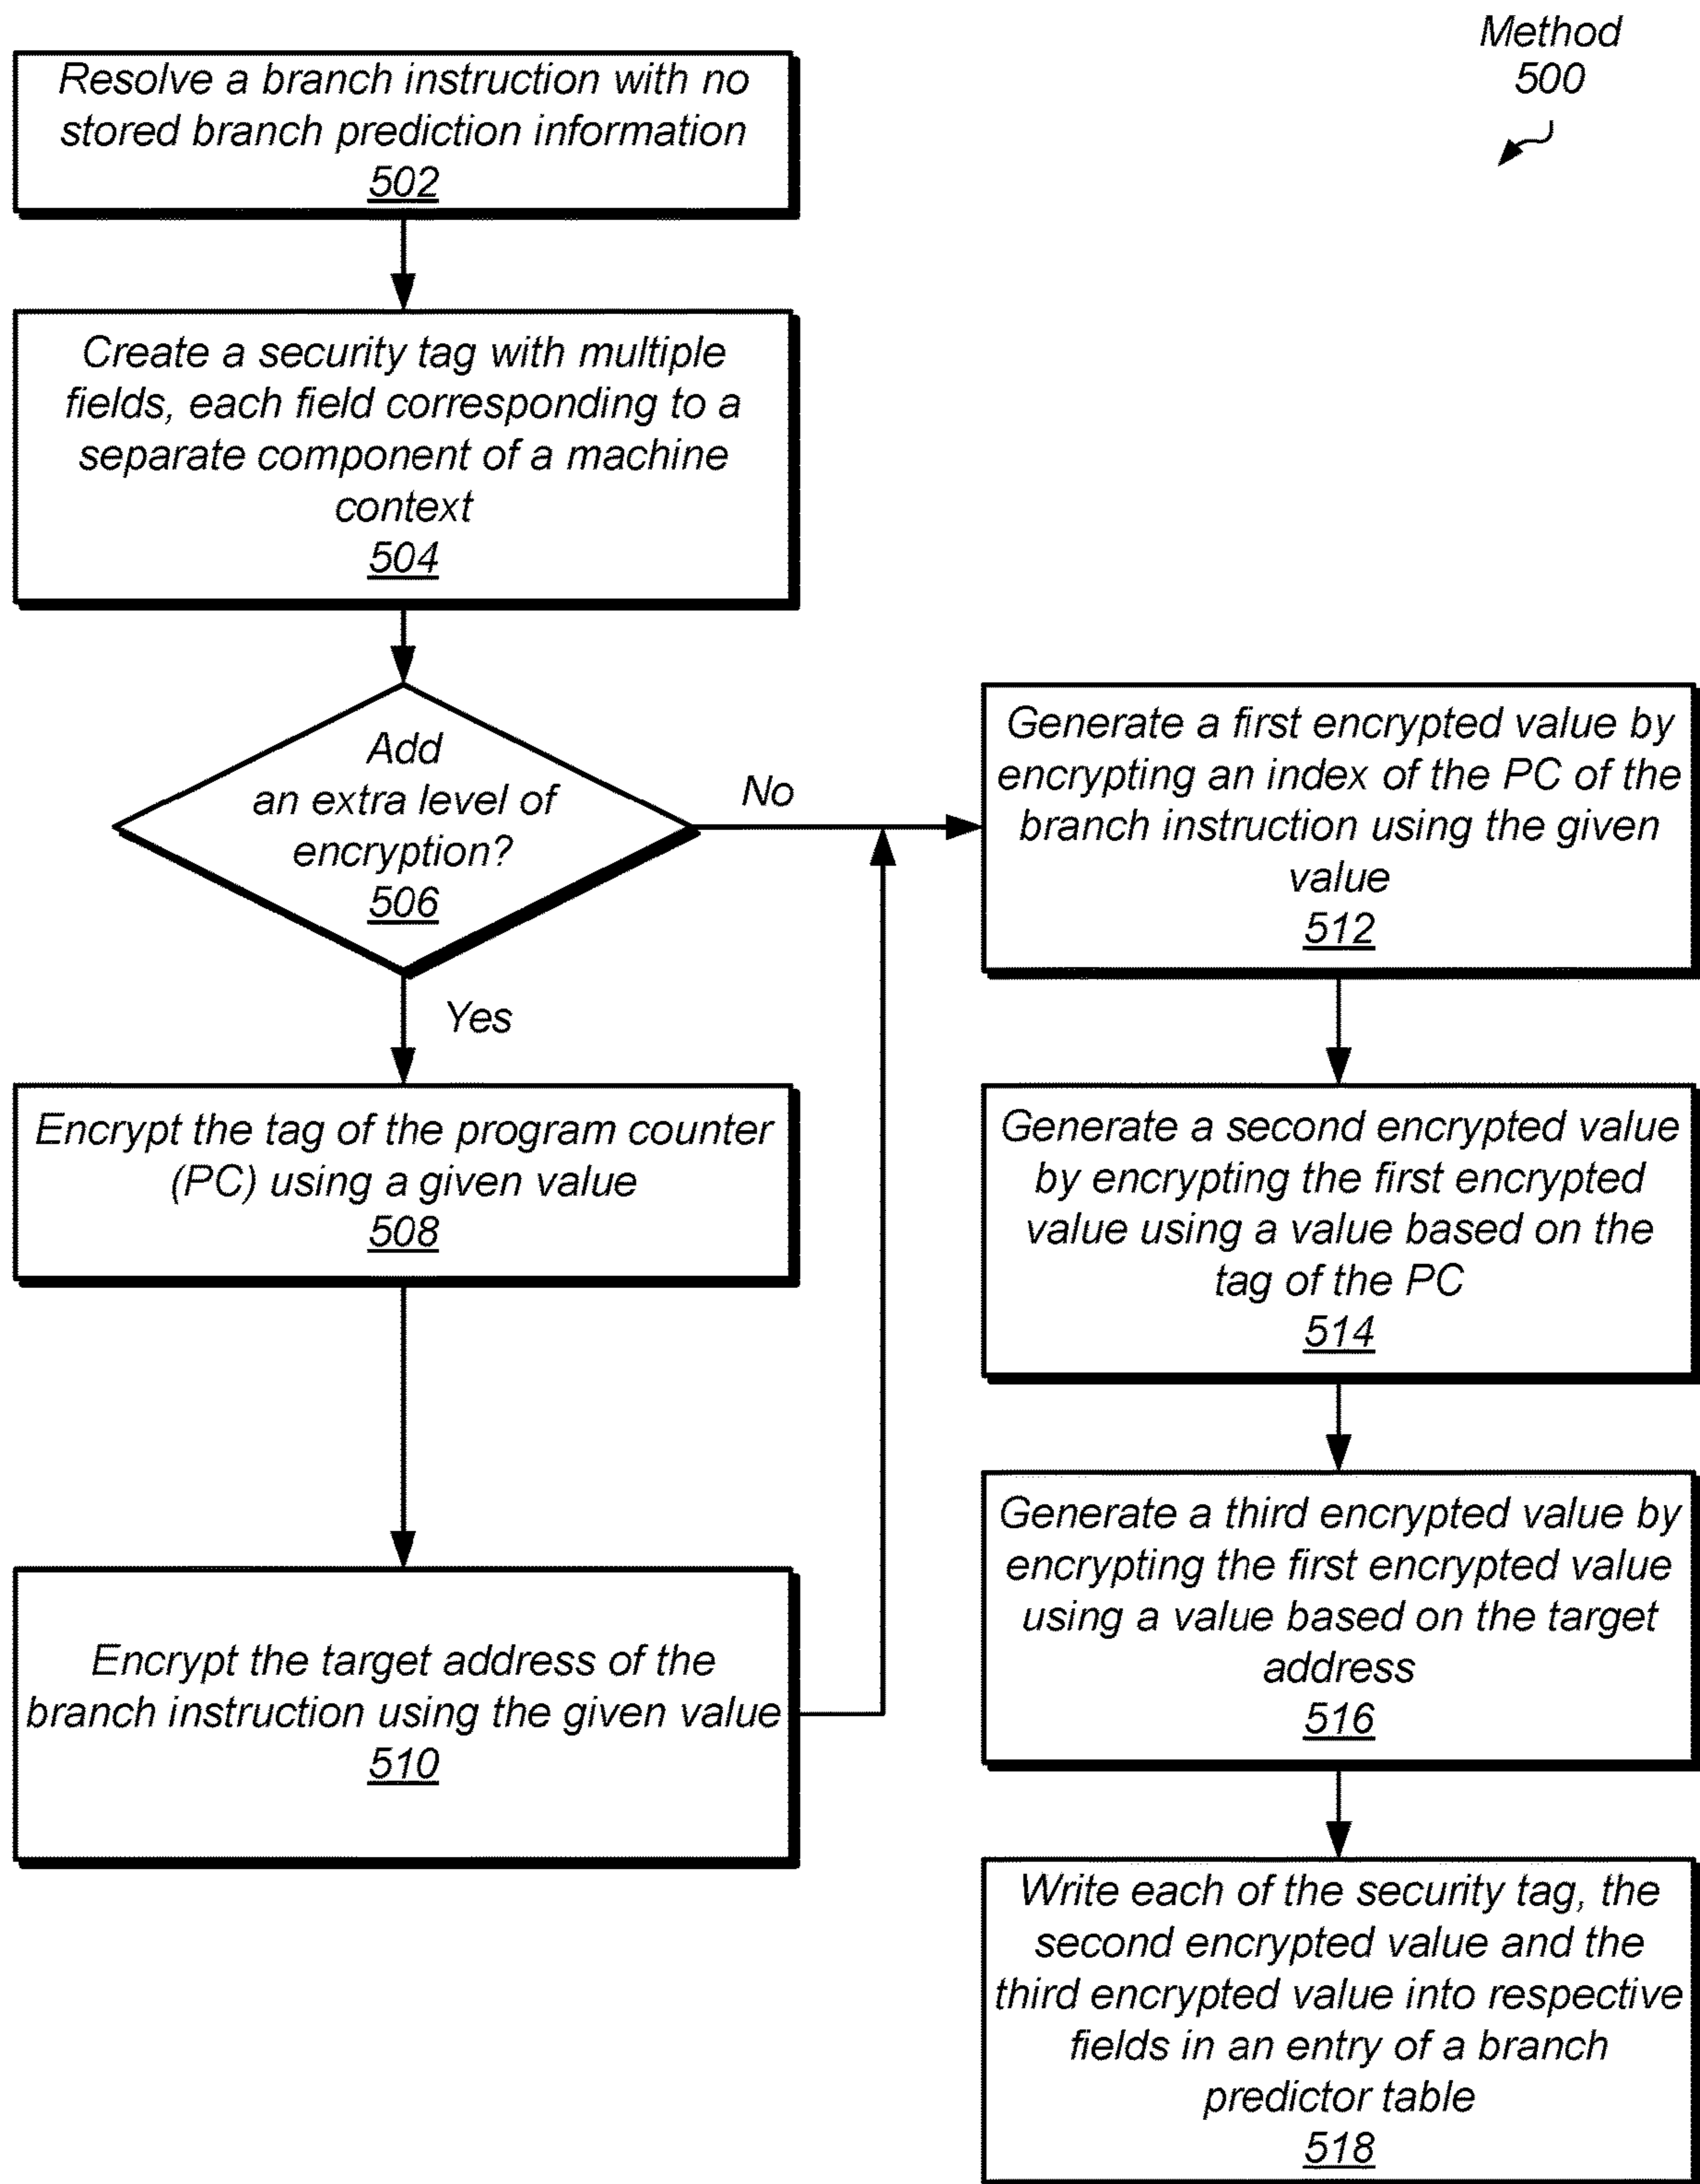 Method
500
Resolve a branch instruction with no
stored branch prediction information
502
Create a security tag with multiple
fields, each field corresponding to a
separate component of a machine
context
504
Add
an extra level of
encryption?
506
No
Yes
Encrypt the tag of the program counter
(PC) using a given value
508
Encrypt the target address of the
branch instruction using the given value
510
Generate a first encrypted value by
encrypting an index of the PC of the
branch instruction using the given
value
512
Generate a second encrypted value
by encrypting the first encrypted
value using a value based on the
tag of the PC
514
Generate a third encrypted value by
encrypting the first encrypted value
using a value based on the target
address
516
Write each of the security tag, the
second encrypted value and the
third encrypted value into respective
fields in an entry of a branch
predictor table
518